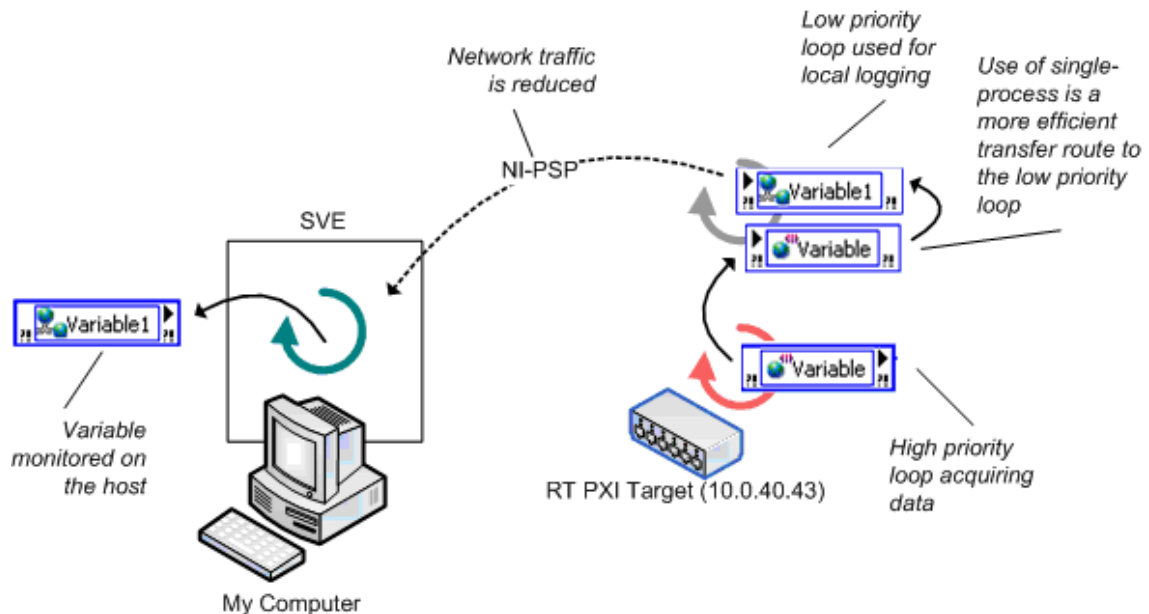 Low priority
loop used for
local logging
Network traffic
is reduced
Use of single-
process is a
more efficient
transfer route to
the low priority
loop
NI-PSP
?! Variable1 ?!
?! Variable ?!
SVE
?! Variable1 ?!
?! Variable ?!
Variable
monitored on
the host
High priority
loop acquiring
data
RT PXI Target (10.0.40.43)
My Computer